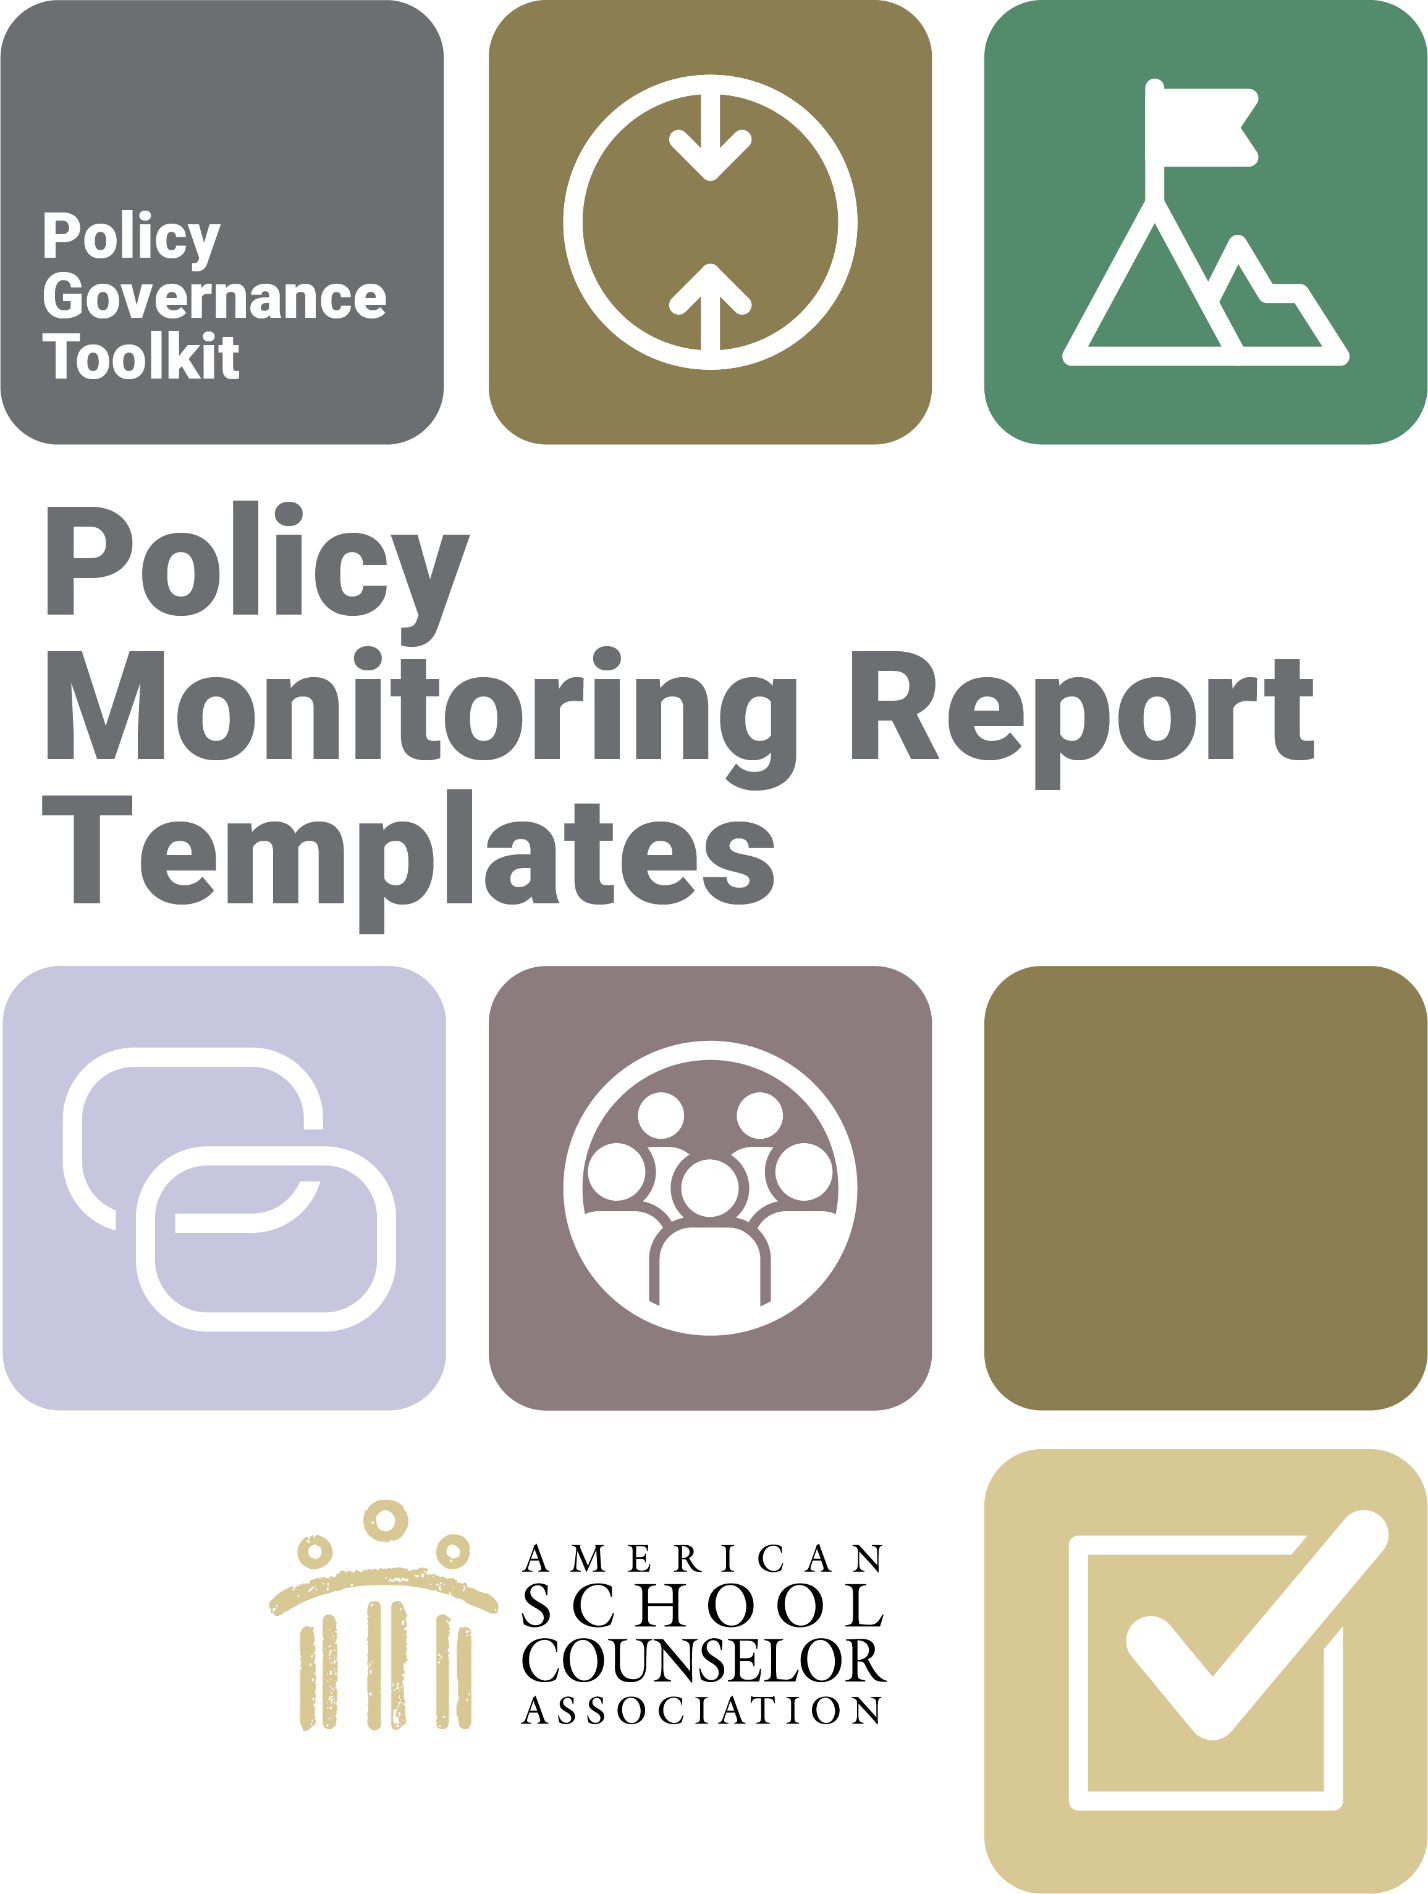 Policy
Governance
Toolkit
Policy
Monitoring Report
Templates
AMERICAN
SCHOOL
COUNSELOR
ASSOCIATION